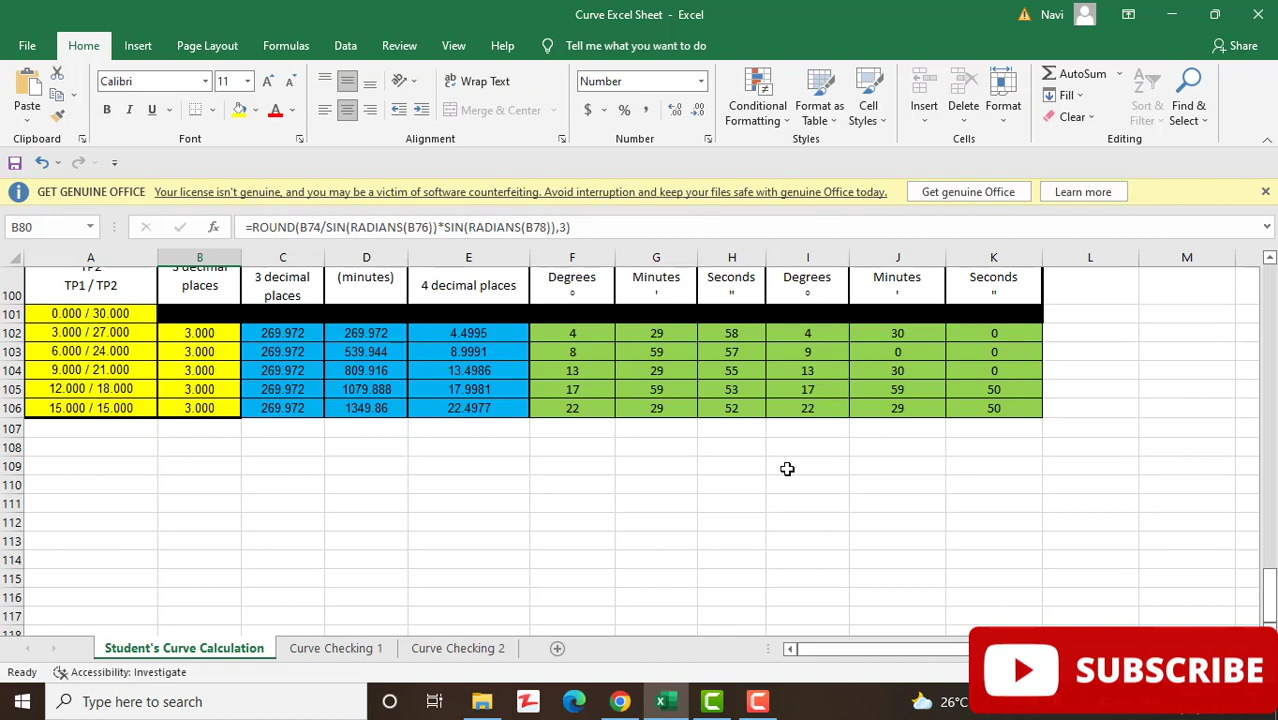 Curve Excel Sheet - Excel
Navi
File Home Insert Page Layout Formulas Data Review View Help Tell me what you want to do Share
Paste
Calibri 11
Wrap Text
Number
AutoSum
B I U
Merge & Center
$ % ,
Conditional Formatting Format as Table Cell Styles
Insert Delete Format
Fill
Clear
Sort & Filter Find & Select
Clipboard Font Alignment Number Styles Cells Editing
GET GENUINE OFFICE Your license isn't genuine, and you may be a victim of software counterfeiting. Avoid interruption and keep your files safe with genuine Office today. Get genuine Office Learn more
B80 fx =ROUND(B74/SIN(RADIANS(B76))*SIN(RADIANS(B78)),3)
A B C D E F G H I J K L M
TP2 3 decimal 3 decimal (minutes) Degrees Minutes Seconds Degrees Minutes Seconds
100 TP1 / TP2 places places 4 decimal places ° ' " ° ' "
101 0.000 / 30.000
102 3.000 / 27.000 3.000 269.972 269.972 4.4995 4 29 58 4 30 0
103 6.000 / 24.000 3.000 269.972 539.944 8.9991 8 59 57 9 0 0
104 9.000 / 21.000 3.000 269.972 809.916 13.4986 13 29 55 13 30 0
105 12.000 / 18.000 3.000 269.972 1079.888 17.9981 17 59 53 17 59 50
106 15.000 / 15.000 3.000 269.972 1349.86 22.4977 22 29 52 22 29 50
107
108
109
110
111
112
113
114
115
116
117
118
Student's Curve Calculation Curve Checking 1 Curve Checking 2
Ready Accessibility: Investigate
SUBSCRIBE
Type here to search
26°C